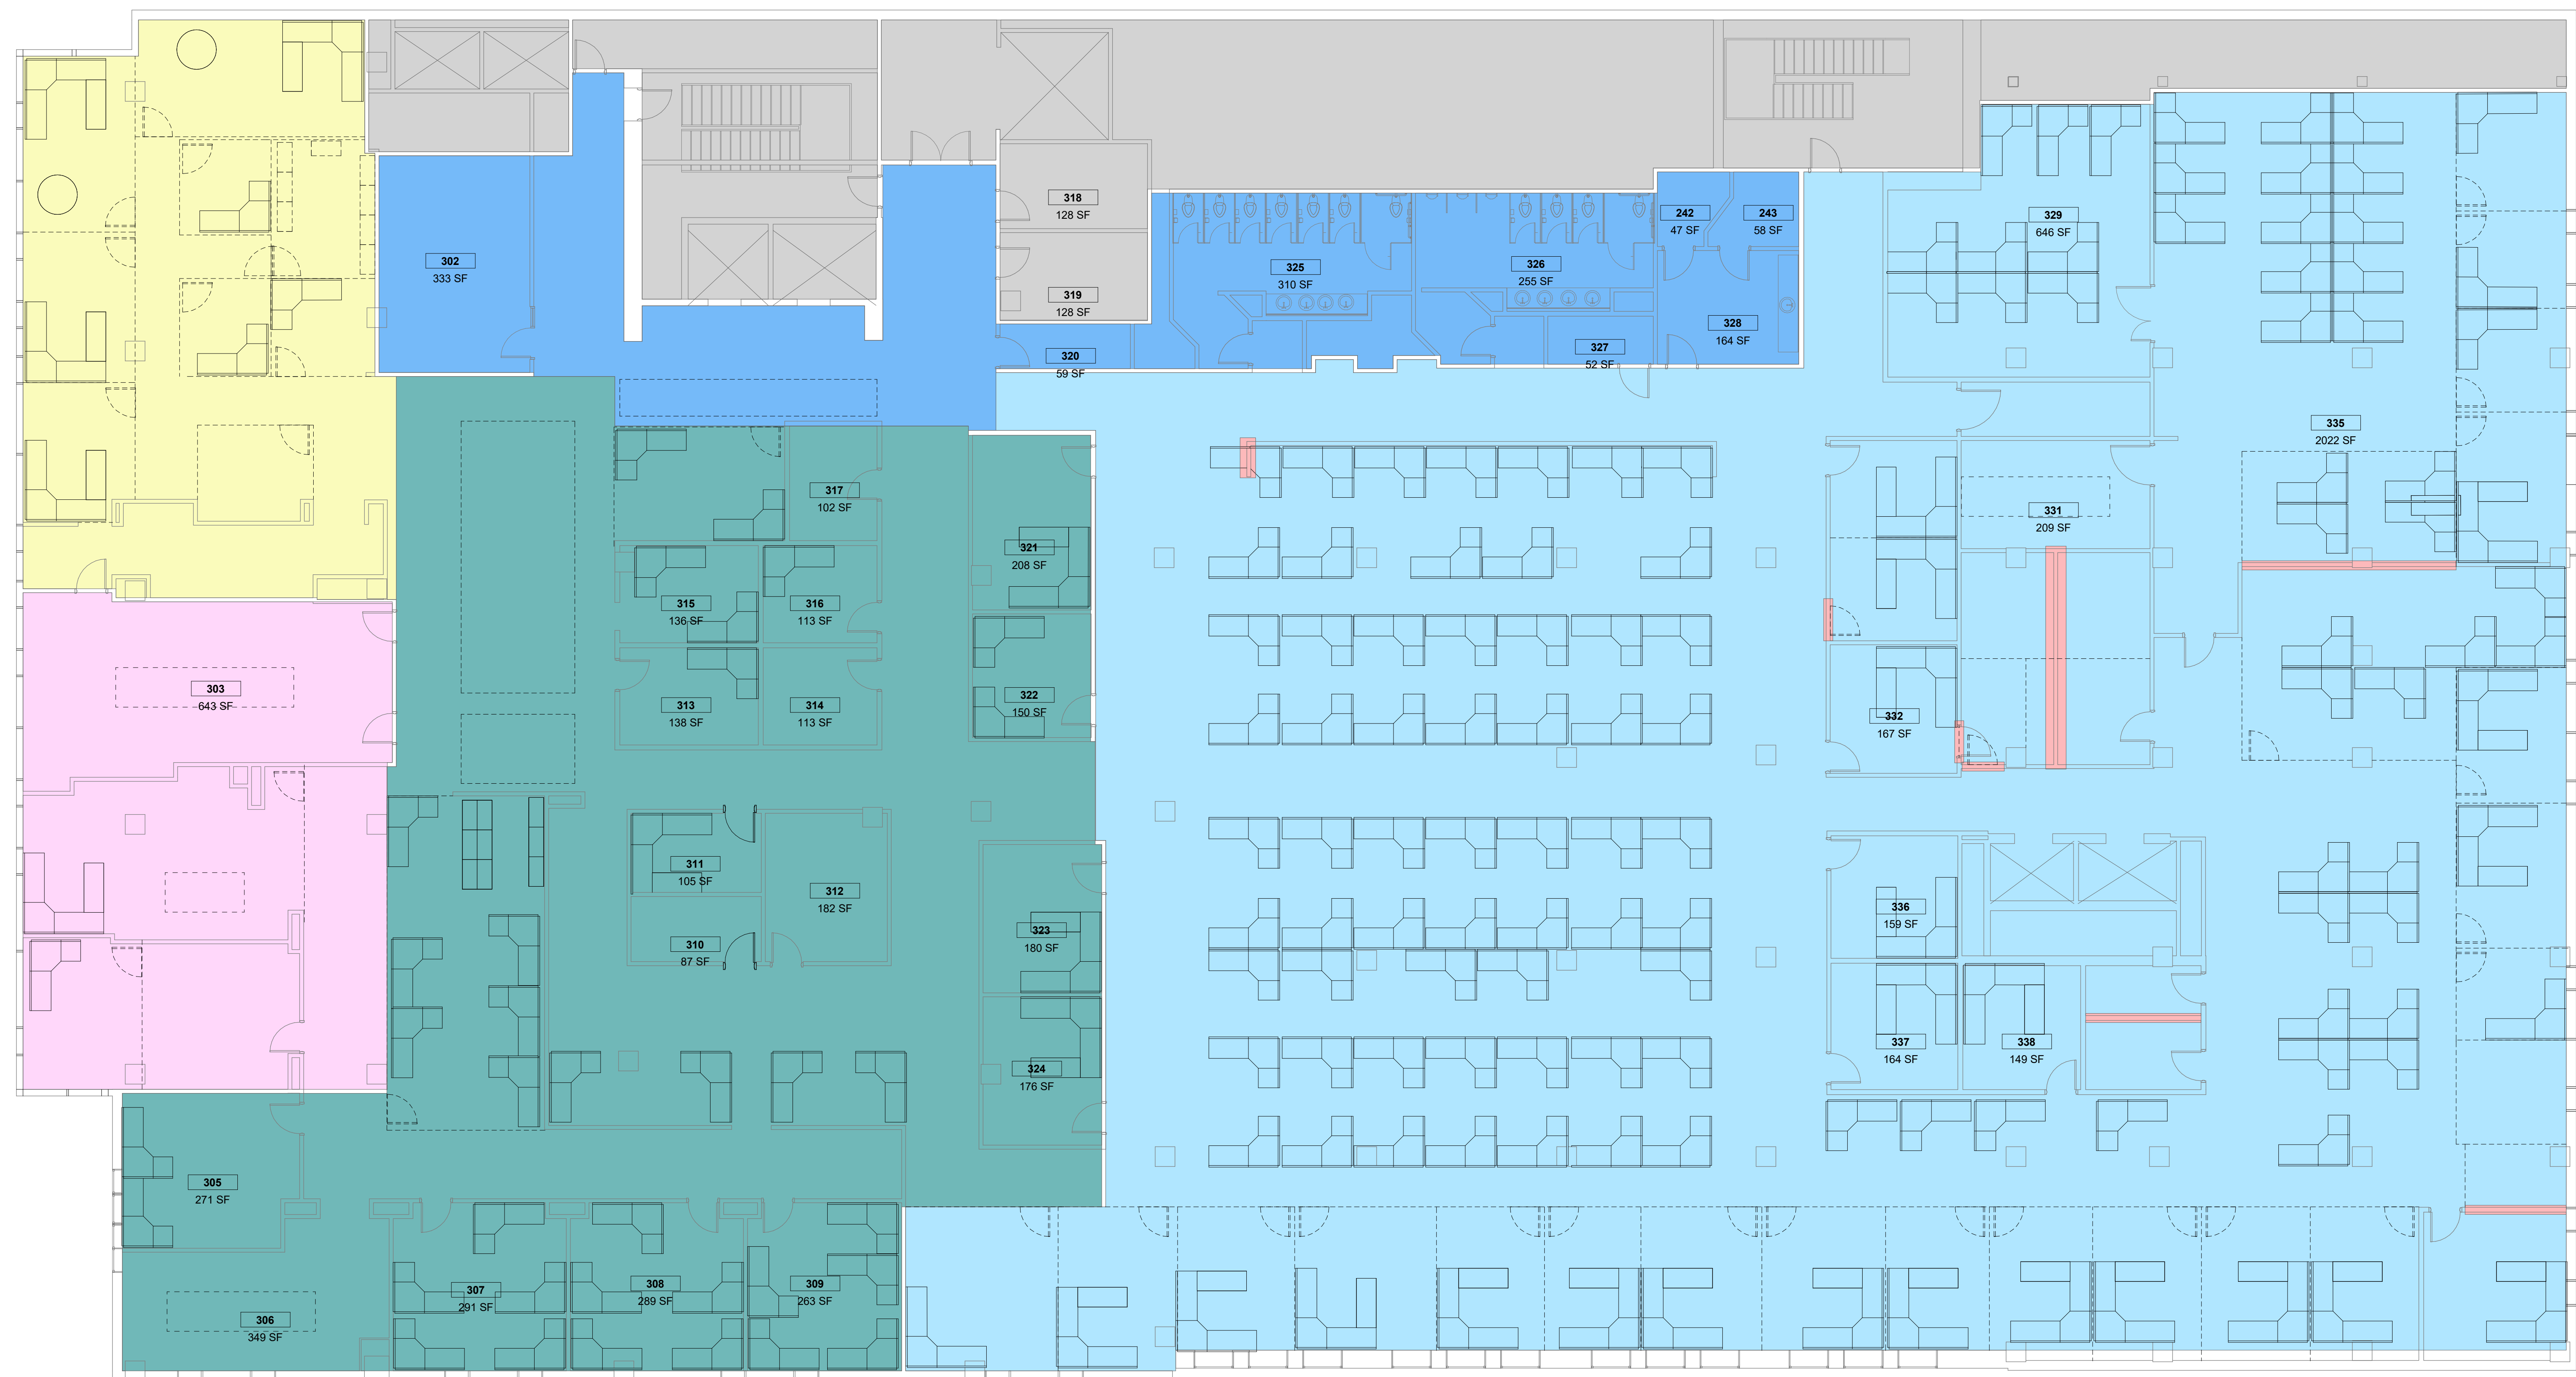 318
128 SF
242
47 SF
243
58 SF
329
646 SF
302
333 SF
325
310 SF
326
255 SF
319
128 SF
328
164 SF
320
59 SF
327
52 SF
335
2022 SF
317
102 SF
331
209 SF
321
208 SF
315
136 SF
316
113 SF
303
643 SF
313
138 SF
314
113 SF
322
150 SF
332
167 SF
311
105 SF
312
182 SF
336
159 SF
310
87 SF
323
180 SF
337
164 SF
338
149 SF
324
176 SF
305
271 SF
307
291 SF
308
289 SF
309
263 SF
306
349 SF